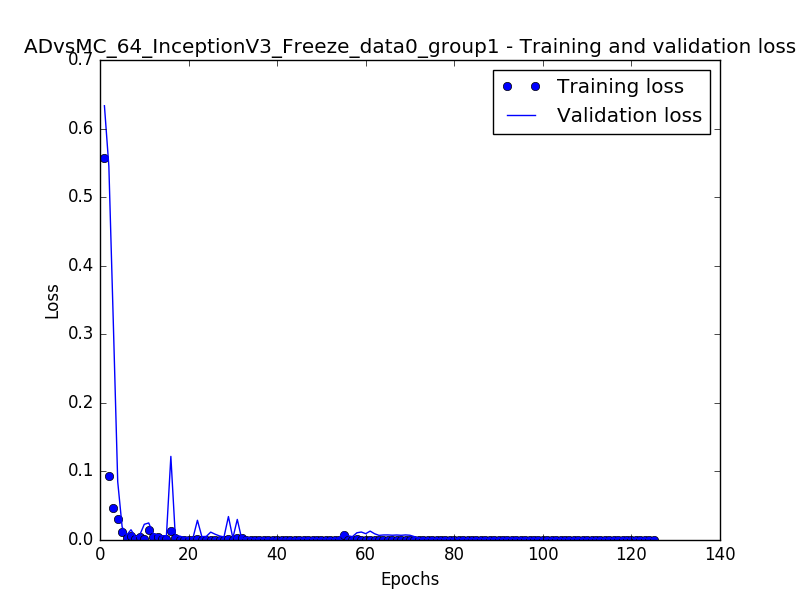 ADvsMC_64_InceptionV3_Freeze_data0_group1 - Training and validation loss
0.7
Training loss
Validation loss
0.6
0.5
0.4
0.3
0.2
0.1
0.0
Loss
0 20 40 60 80 100 120 140
Epochs